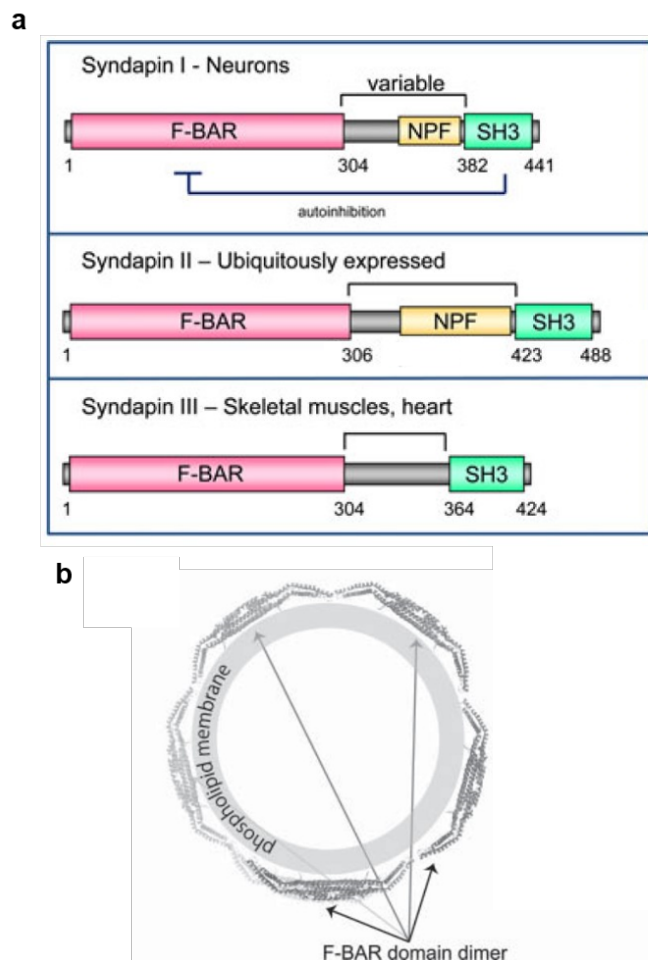 a
Syndapin I - Neurons
variable
F-BAR NPF SH3
1 304 382 441
autoinhibition
Syndapin II – Ubiquitously expressed
F-BAR NPF SH3
1 306 423 488
Syndapin III – Skeletal muscles, heart
F-BAR SH3
1 304 364 424
b
phospholipid membrane
F-BAR domain dimer